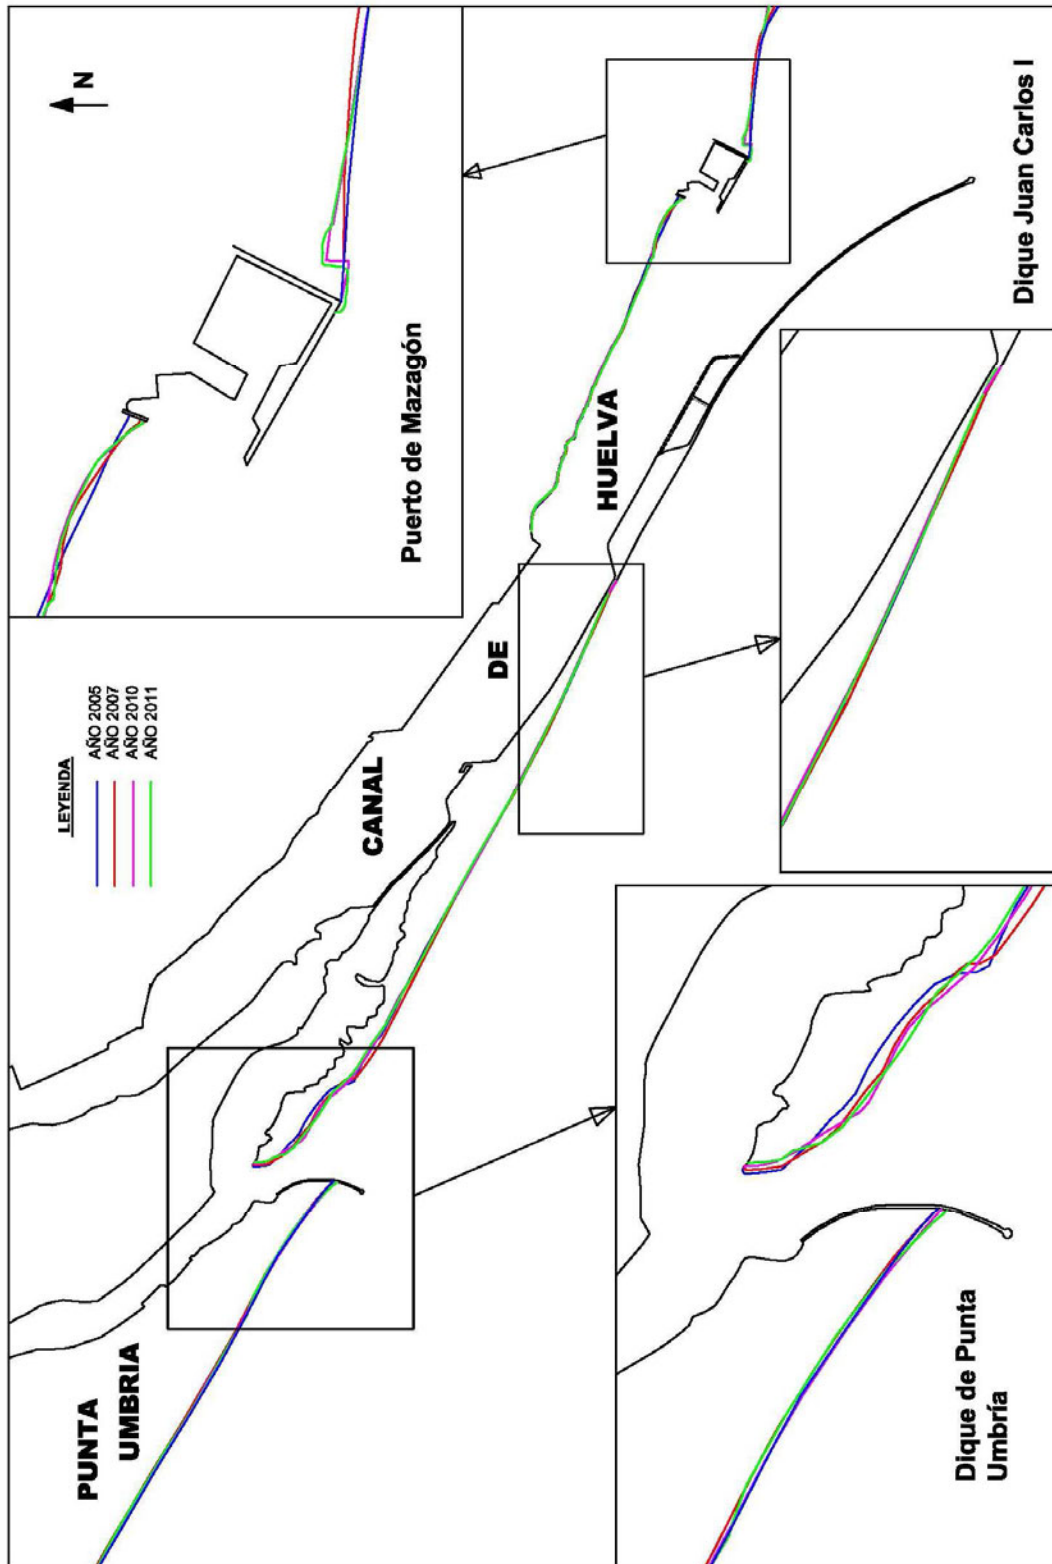 N
Puerto de Mazagón
LEYENDA
AÑO 2005
AÑO 2007
AÑO 2010
AÑO 2011
PUNTA
UMBRIA
CANAL
DE
HUELVA
Dique de Punta
Umbría
Dique Juan Carlos I